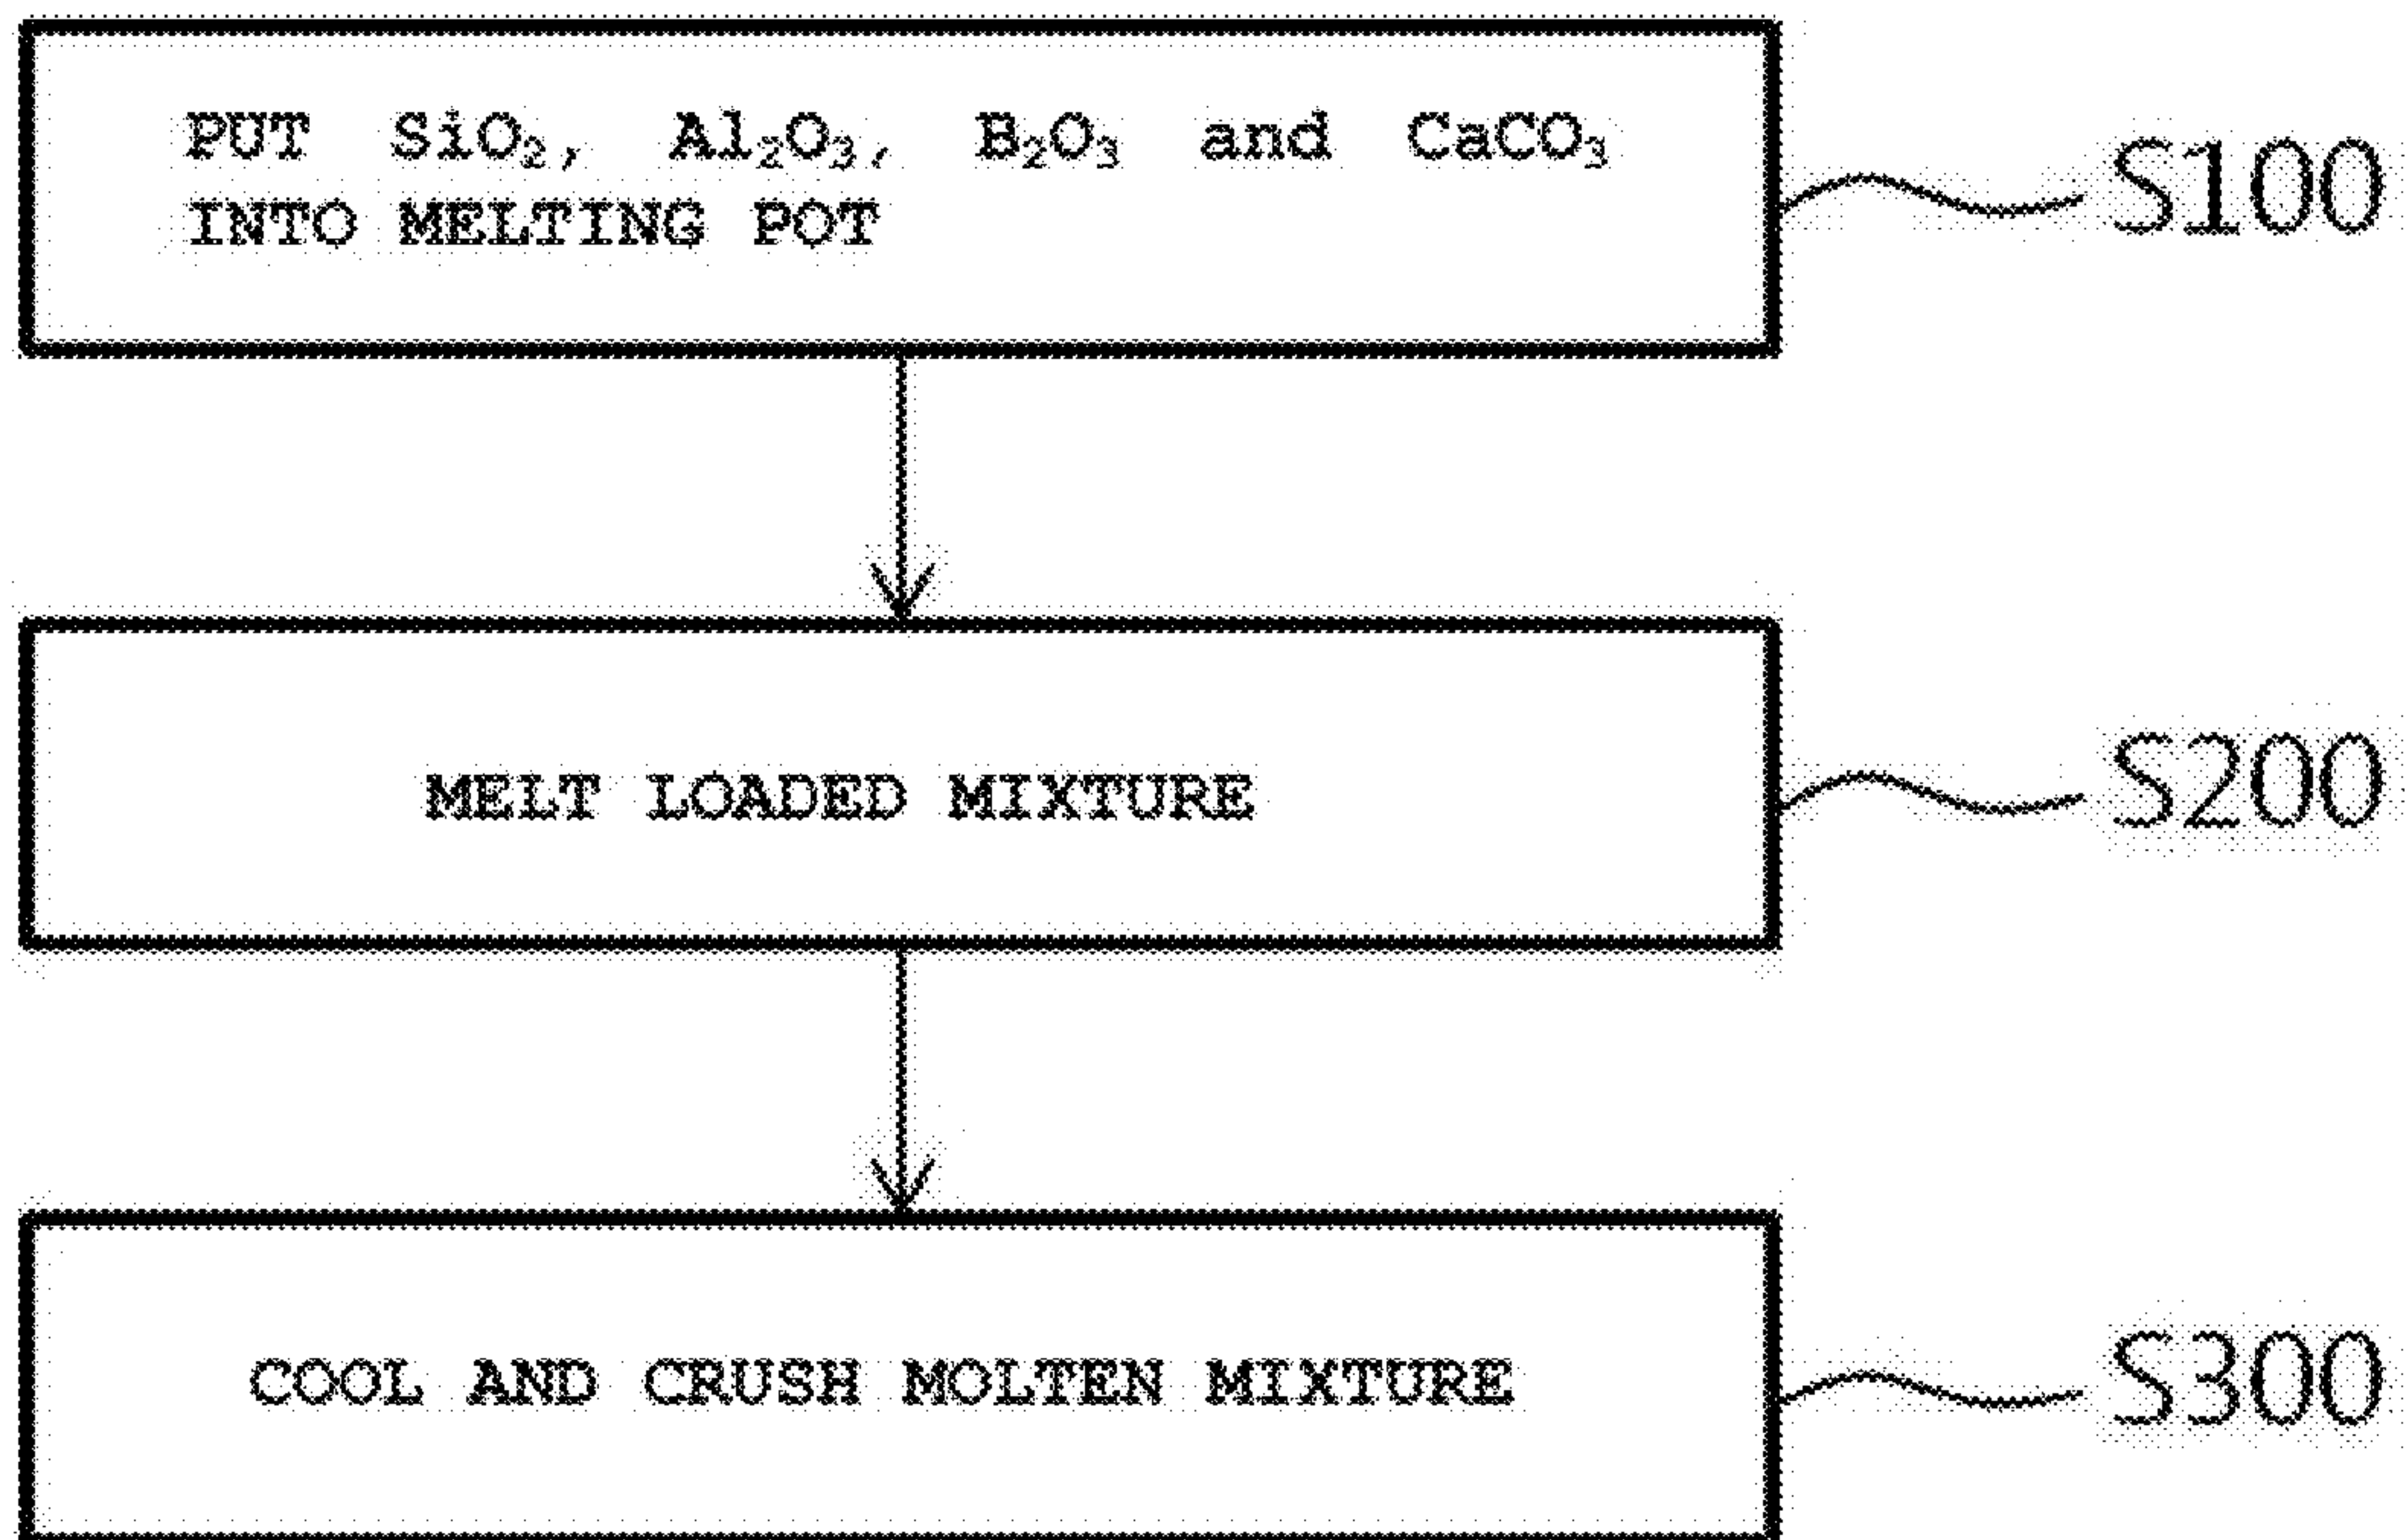 PUT SiO₂, Al₂O₃, B₂O₃ and CaCO₃
INTO MELTING POT
S100
MELT LOADED MIXTURE
S200
COOL AND CRUSH MOLTEN MIXTURE
S300